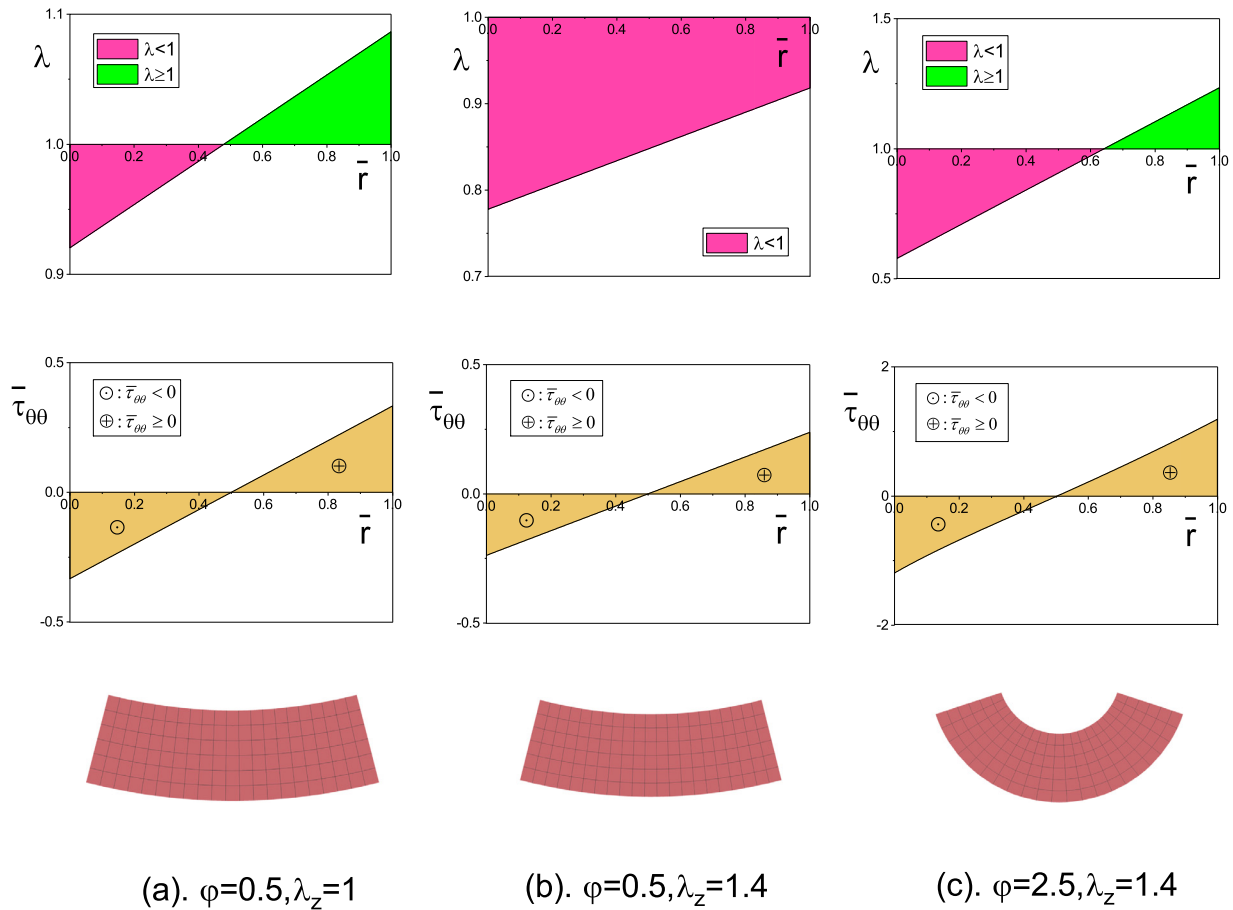 1.1
λ
λ<1
λ≥1
1.0
0.0 0.2 0.4 0.6 0.8 1.0
r̅
0.9
1.0
0.0 0.2 0.4 0.6 0.8 1.0
λ
r̅
0.9
0.8
λ<1
0.7
1.5
λ
λ<1
λ≥1
1.0
0.0 0.2 0.4 0.6 0.8 1.0
r̅
0.5
0.5
τ̅θθ
⊙: τ̅θθ < 0
⊕: τ̅θθ ≥ 0
0.0
0.0 0.2 0.4 0.6 0.8 1.0
r̅
-0.5
0.5
τ̅θθ
⊙: τ̅θθ < 0
⊕: τ̅θθ ≥ 0
0.0
0.0 0.2 0.4 0.6 0.8 1.0
r̅
-0.5
2
τ̅θθ
⊙: τ̅θθ < 0
⊕: τ̅θθ ≥ 0
0
0.0 0.2 0.4 0.6 0.8 1.0
r̅
-2
(a). φ=0.5,λz=1
(b). φ=0.5,λz=1.4
(c). φ=2.5,λz=1.4